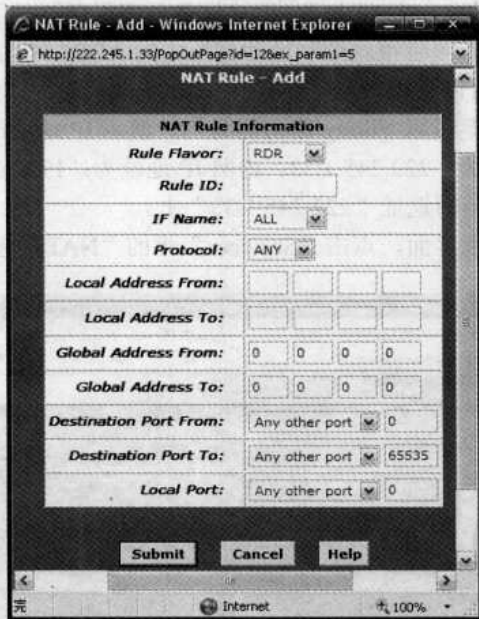 NAT Rule - Add - Windows Internet Explorer
http://222.245.1.33/PopOutPage?id=12&ex_param1=5
NAT Rule - Add
NAT Rule Information
Rule Flavor: RDR
Rule ID:
IF Name: ALL
Protocol: ANY
Local Address From:
Local Address To:
Global Address From: 0 0 0 0
Global Address To: 0 0 0 0
Destination Port From: Any other port 0
Destination Port To: Any other port 65535
Local Port: Any other port 0
Submit Cancel Help
完 Internet 100%